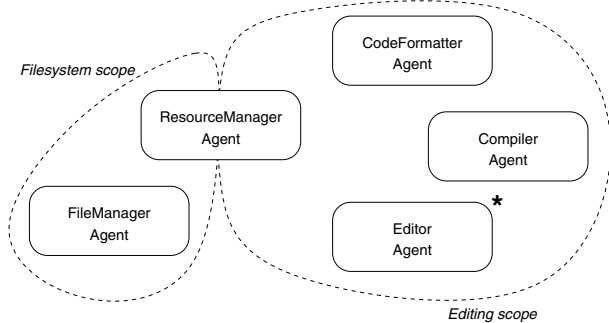 CodeFormatter
Agent
Filesystem scope
ResourceManager
Agent
Compiler
Agent
FileManager
Agent
*
Editor
Agent
Editing scope